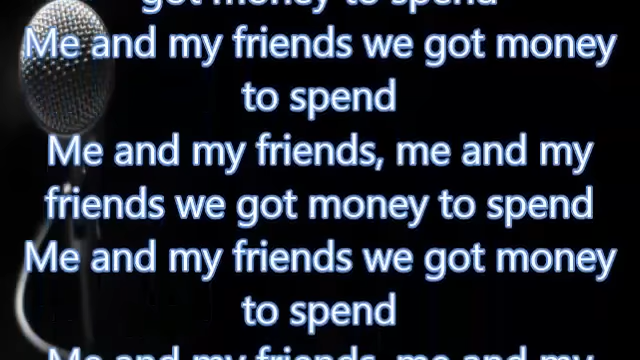 got money to spend
Me and my friends we got money
to spend
Me and my friends, me and my
friends we got money to spend
Me and my friends we got money
to spend
Me and my friends, me and my